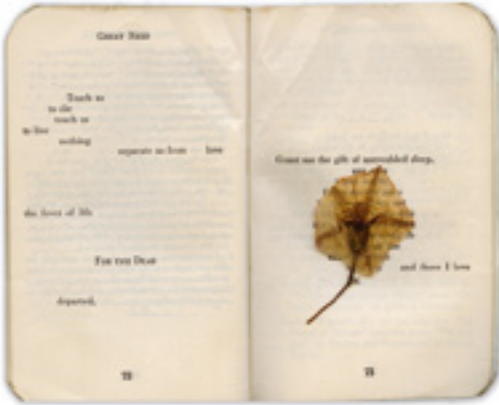 GREAT NEED
Teach us
to die
teach us
to live
nothing
separate us from love
the fever of life
FOR THE DEAD
departed,
Grant me the gift of untroubled sleep,
and those I love